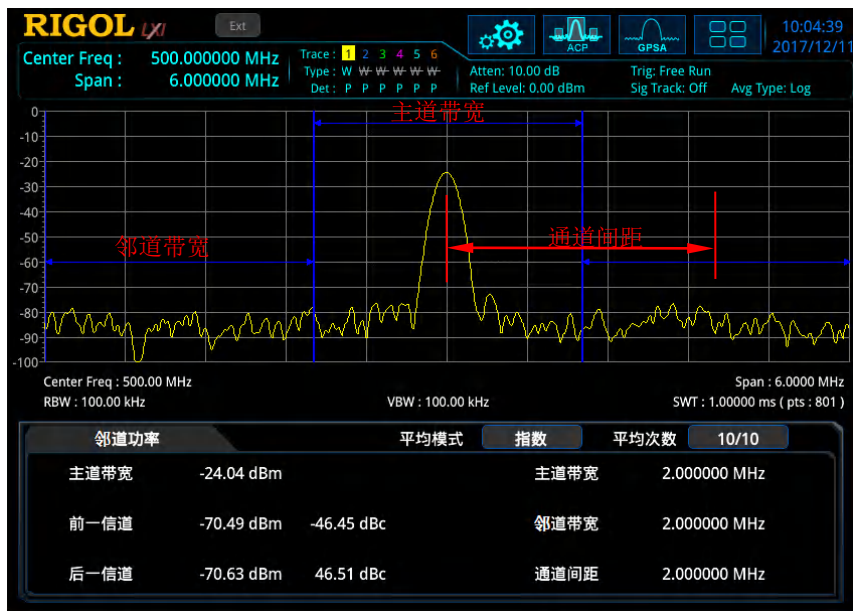 RIGOL LXI Ext ACP GPSA 10:04:39
2017/12/11
Center Freq : 500.000000 MHz Trace : 1 2 3 4 5 6
Span : 6.000000 MHz Type : W W W W W W Atten: 10.00 dB Trig: Free Run
Det : P P P P P P Ref Level: 0.00 dBm Sig Track: Off Avg Type: Log
0
主道带宽
-10
-20
-30
-40
-50
邻道带宽 通道间距
-60
-70
-80
-90
-100
Center Freq : 500.00 MHz Span : 6.0000 MHz
RBW : 100.00 kHz VBW : 100.00 kHz SWT : 1.00000 ms ( pts : 801 )
邻道功率 平均模式 指数 平均次数 10/10
主道带宽 -24.04 dBm 主道带宽 2.000000 MHz
前一信道 -70.49 dBm -46.45 dBc 邻道带宽 2.000000 MHz
后一信道 -70.63 dBm 46.51 dBc 通道间距 2.000000 MHz